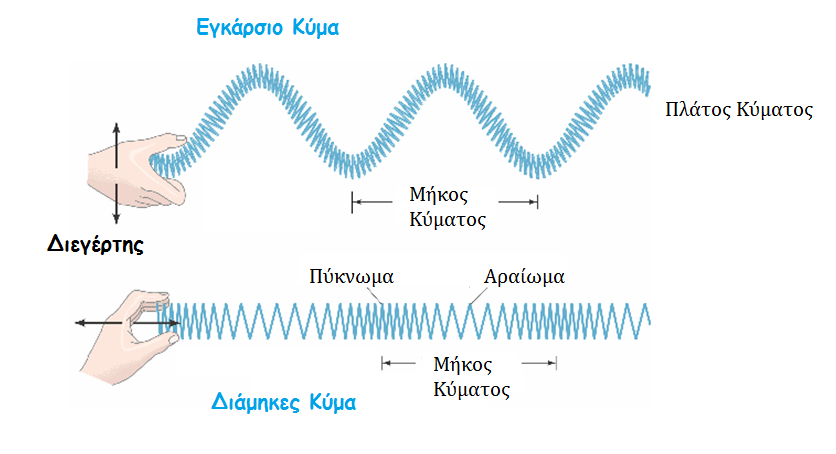 Εγκάρσιο Κύμα
Πλάτος Κύματος
Μήκος
Κύματος
Διεγέρτης
Πύκνωμα
Αραίωμα
Μήκος
Κύματος
Διάμηκες Κύμα